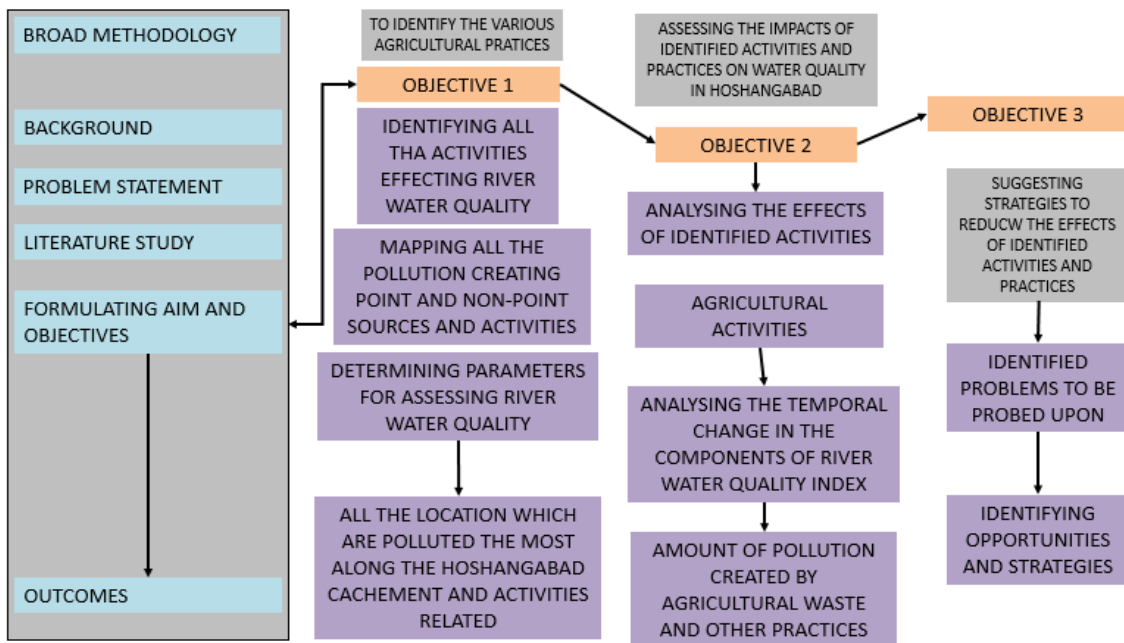 BROAD METHODOLOGY
BACKGROUND
PROBLEM STATEMENT
LITERATURE STUDY
FORMULATING AIM AND
OBJECTIVES
OUTCOMES
TO IDENTIFY THE VARIOUS
AGRICULTURAL PRATICES
OBJECTIVE 1
IDENTIFYING ALL
THA ACTIVITIES
EFFECTING RIVER
WATER QUALITY
MAPPING ALL THE
POLLUTION CREATING
POINT AND NON-POINT
SOURCES AND ACTIVITIES
DETERMINING PARAMETERS
FOR ASSESSING RIVER
WATER QUALITY
ALL THE LOCATION WHICH
ARE POLLUTED THE MOST
ALONG THE HOSHANGABAD
CACHEMENT AND ACTIVITIES
RELATED
ASSESSING THE IMPACTS OF
IDENTIFIED ACTIVITIES AND
PRACTICES ON WATER QUALITY
IN HOSHANGABAD
OBJECTIVE 2
ANALYSING THE EFFECTS
OF IDENTIFIED ACTIVITIES
AGRICULTURAL
ACTIVITIES
ANALYSING THE TEMPORAL
CHANGE IN THE
COMPONENTS OF RIVER
WATER QUALITY INDEX
AMOUNT OF POLLUTION
CREATED BY
AGRICULTURAL WASTE
AND OTHER PRACTICES
OBJECTIVE 3
SUGGESTING
STRATEGIES TO
REDUCW THE EFFECTS
OF IDENTIFIED
ACTIVITIES AND
PRACTICES
IDENTIFIED
PROBLEMS TO BE
PROBED UPON
IDENTIFYING
OPPORTUNITIES
AND STRATEGIES